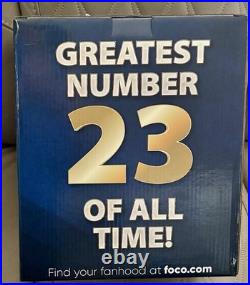 GREATEST
NUMBER
23
OF ALL
TIME!
Find your fanhood at foco.com